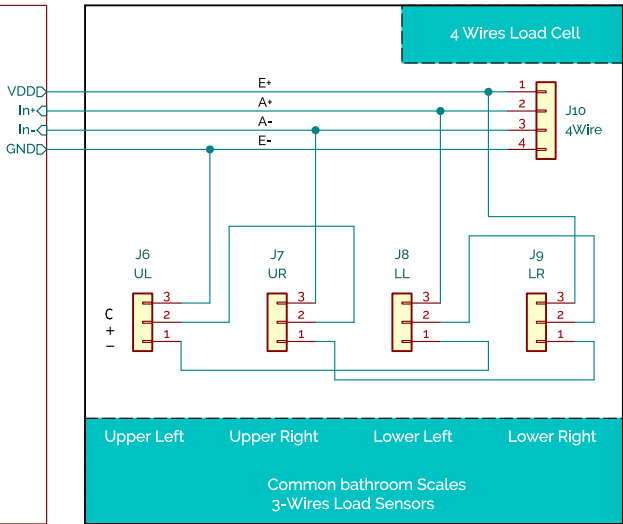 4 Wires Load Cell
VDD
E+
1
In+
A+
2
J10
In-
A-
3
4Wire
GND
E-
4
J6
J7
J8
J9
UL
UR
LL
LR
3
3
3
3
C
2
2
2
2
+
1
1
1
1
-
Upper Left
Upper Right
Lower Left
Lower Right
Common bathroom Scales
3-Wires Load Sensors